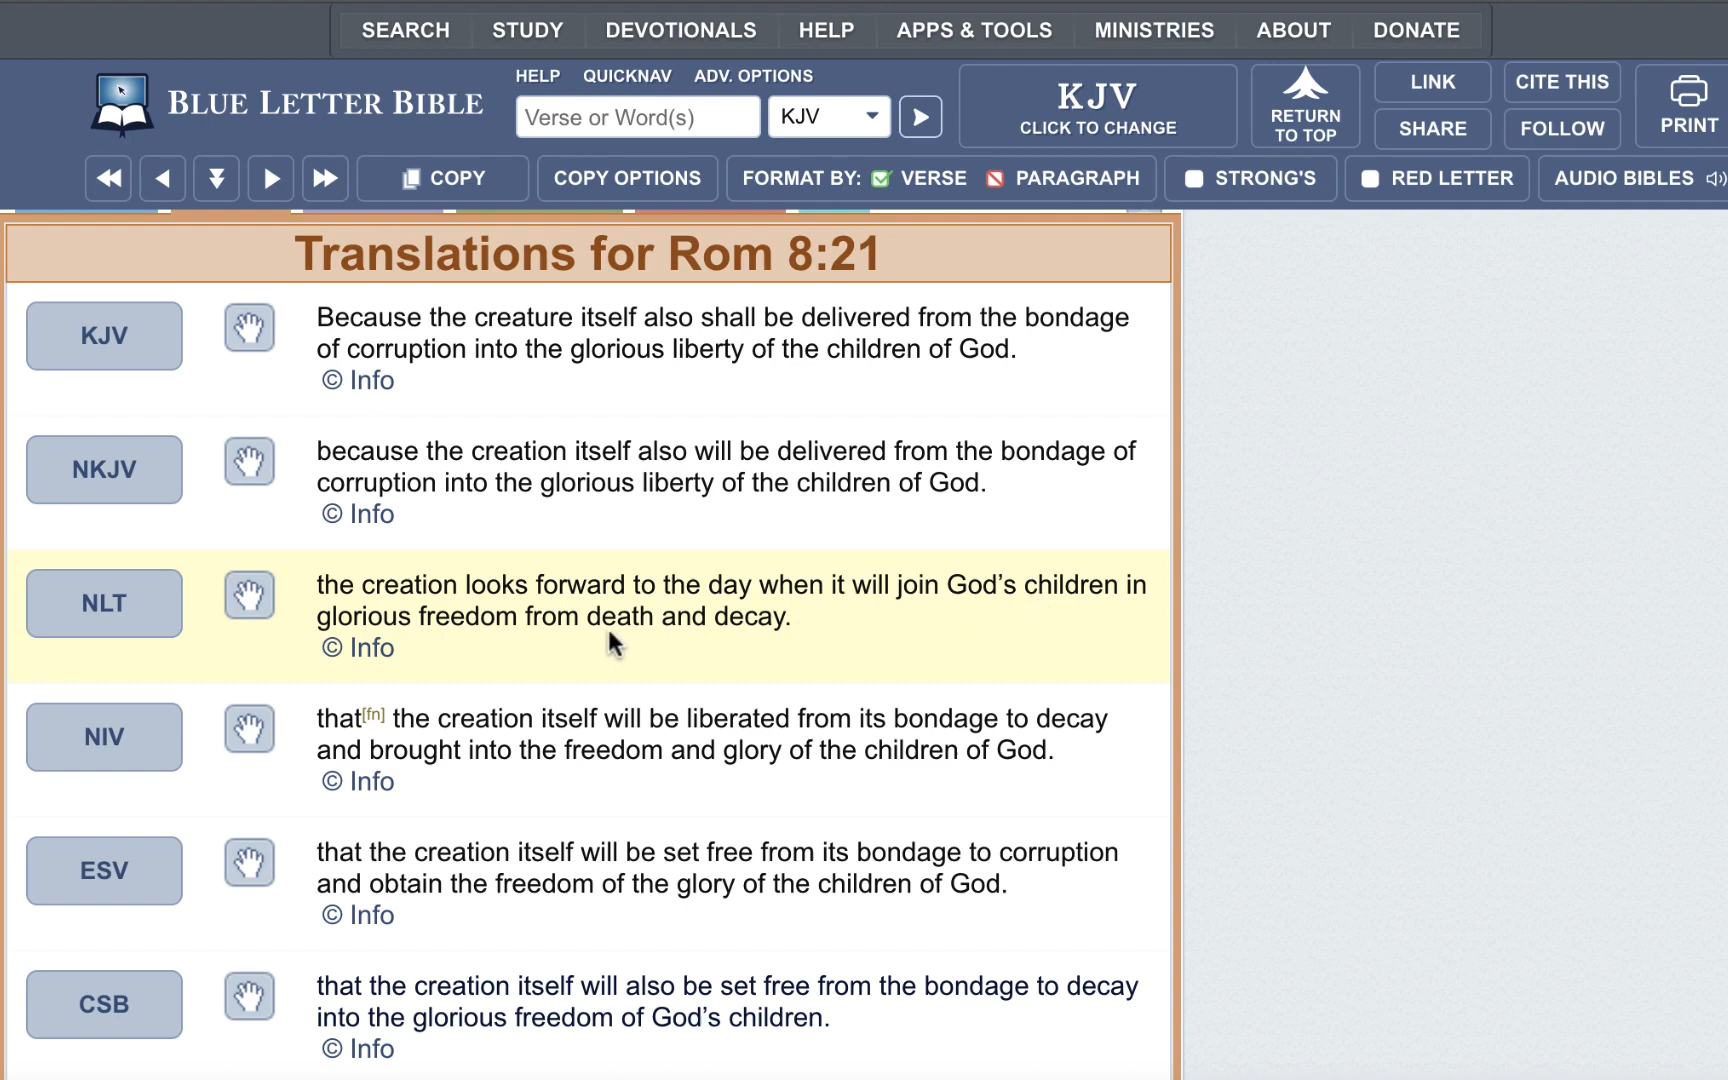 SEARCH STUDY DEVOTIONALS HELP APPS & TOOLS MINISTRIES ABOUT DONATE
BLUE LETTER BIBLE
HELP QUICKNAV ADV. OPTIONS
Verse or Word(s) KJV
KJV
CLICK TO CHANGE
RETURN
TO TOP
LINK CITE THIS
SHARE FOLLOW
PRINT
COPY COPY OPTIONS FORMAT BY: VERSE PARAGRAPH STRONG'S RED LETTER AUDIO BIBLES
Translations for Rom 8:21
KJV
Because the creature itself also shall be delivered from the bondage
of corruption into the glorious liberty of the children of God.
© Info
NKJV
because the creation itself also will be delivered from the bondage of
corruption into the glorious liberty of the children of God.
© Info
NLT
the creation looks forward to the day when it will join God’s children in
glorious freedom from death and decay.
© Info
NIV
that[fn] the creation itself will be liberated from its bondage to decay
and brought into the freedom and glory of the children of God.
© Info
ESV
that the creation itself will be set free from its bondage to corruption
and obtain the freedom of the glory of the children of God.
© Info
CSB
that the creation itself will also be set free from the bondage to decay
into the glorious freedom of God’s children.
© Info